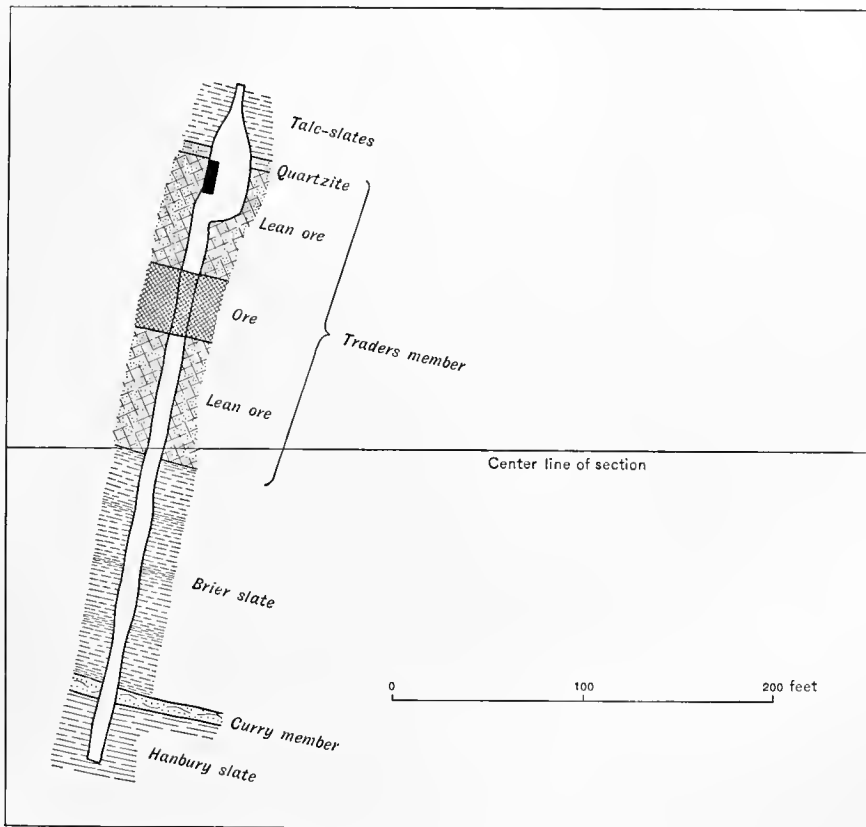 Talc-slates
Quartzite
Lean ore
Ore
Traders member
Lean ore
Center line of section
Brier slate
0 100 200 feet
Curry member
Hanbury slate